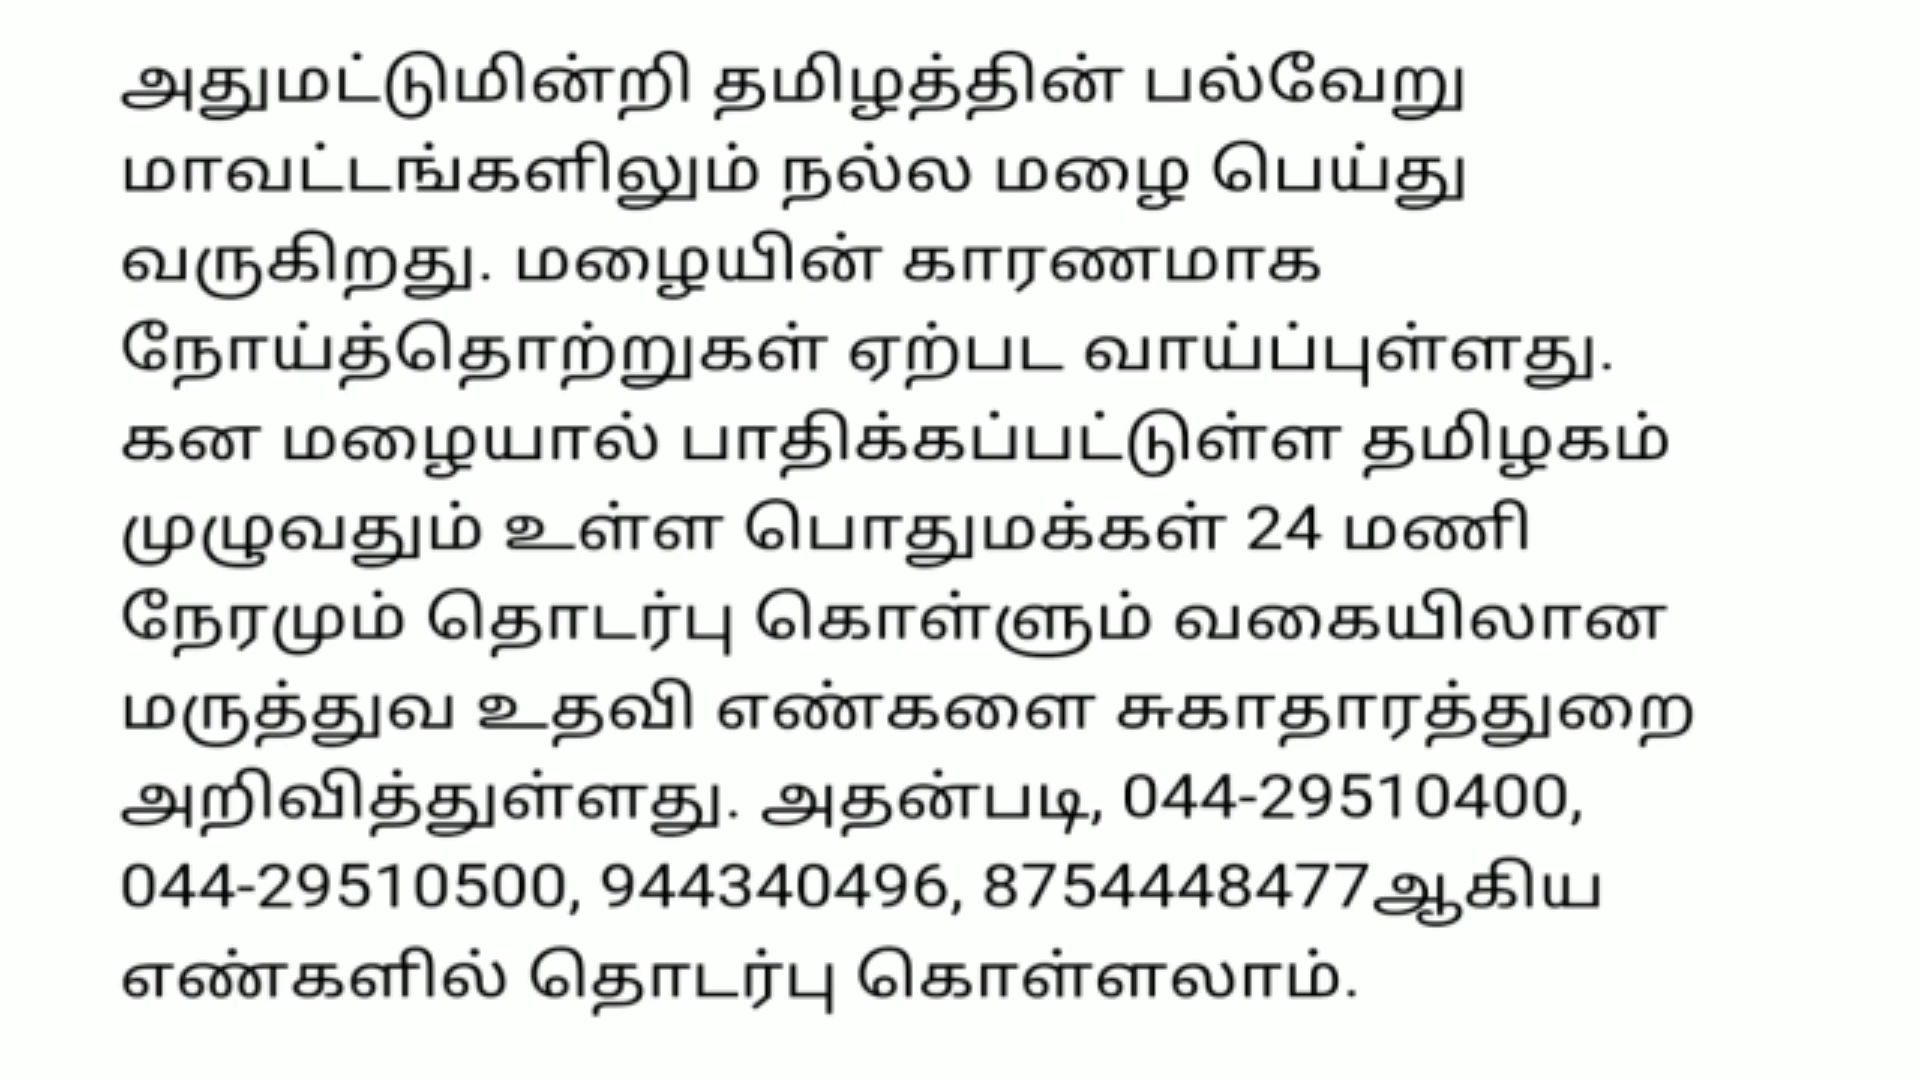 அதுமட்டுமின்றி தமிழத்தின் பல்வேறு
மாவட்டங்களிலும் நல்ல மழை பெய்து
வருகிறது. மழையின் காரணமாக
நோய்த்தொற்றுகள் ஏற்பட வாய்ப்புள்ளது.
கன மழையால் பாதிக்கப்பட்டுள்ள தமிழகம்
முழுவதும் உள்ள பொதுமக்கள் 24 மணி
நேரமும் தொடர்பு கொள்ளும் வகையிலான
மருத்துவ உதவி எண்களை சுகாதாரத்துறை
அறிவித்துள்ளது. அதன்படி, 044-29510400,
044-29510500, 944340496, 8754448477ஆகிய
எண்களில் தொடர்பு கொள்ளலாம்.